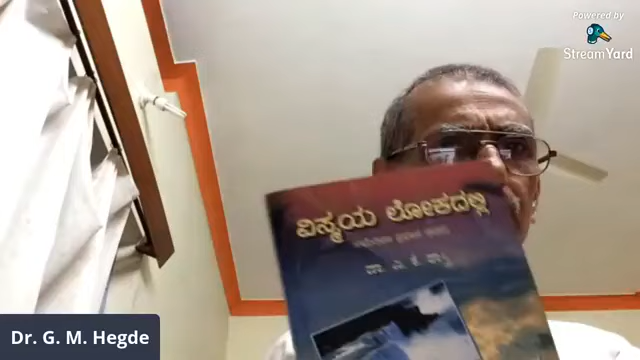 Powered by
StreamYard
ವಿಸ್ಮಯ ಲೋಕದಲ್ಲಿ
ಡಾ. ಎ.
Dr. G. M. Hegde